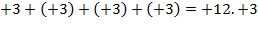 +3 + (+3) + (+3) + (+3) = +12. +3